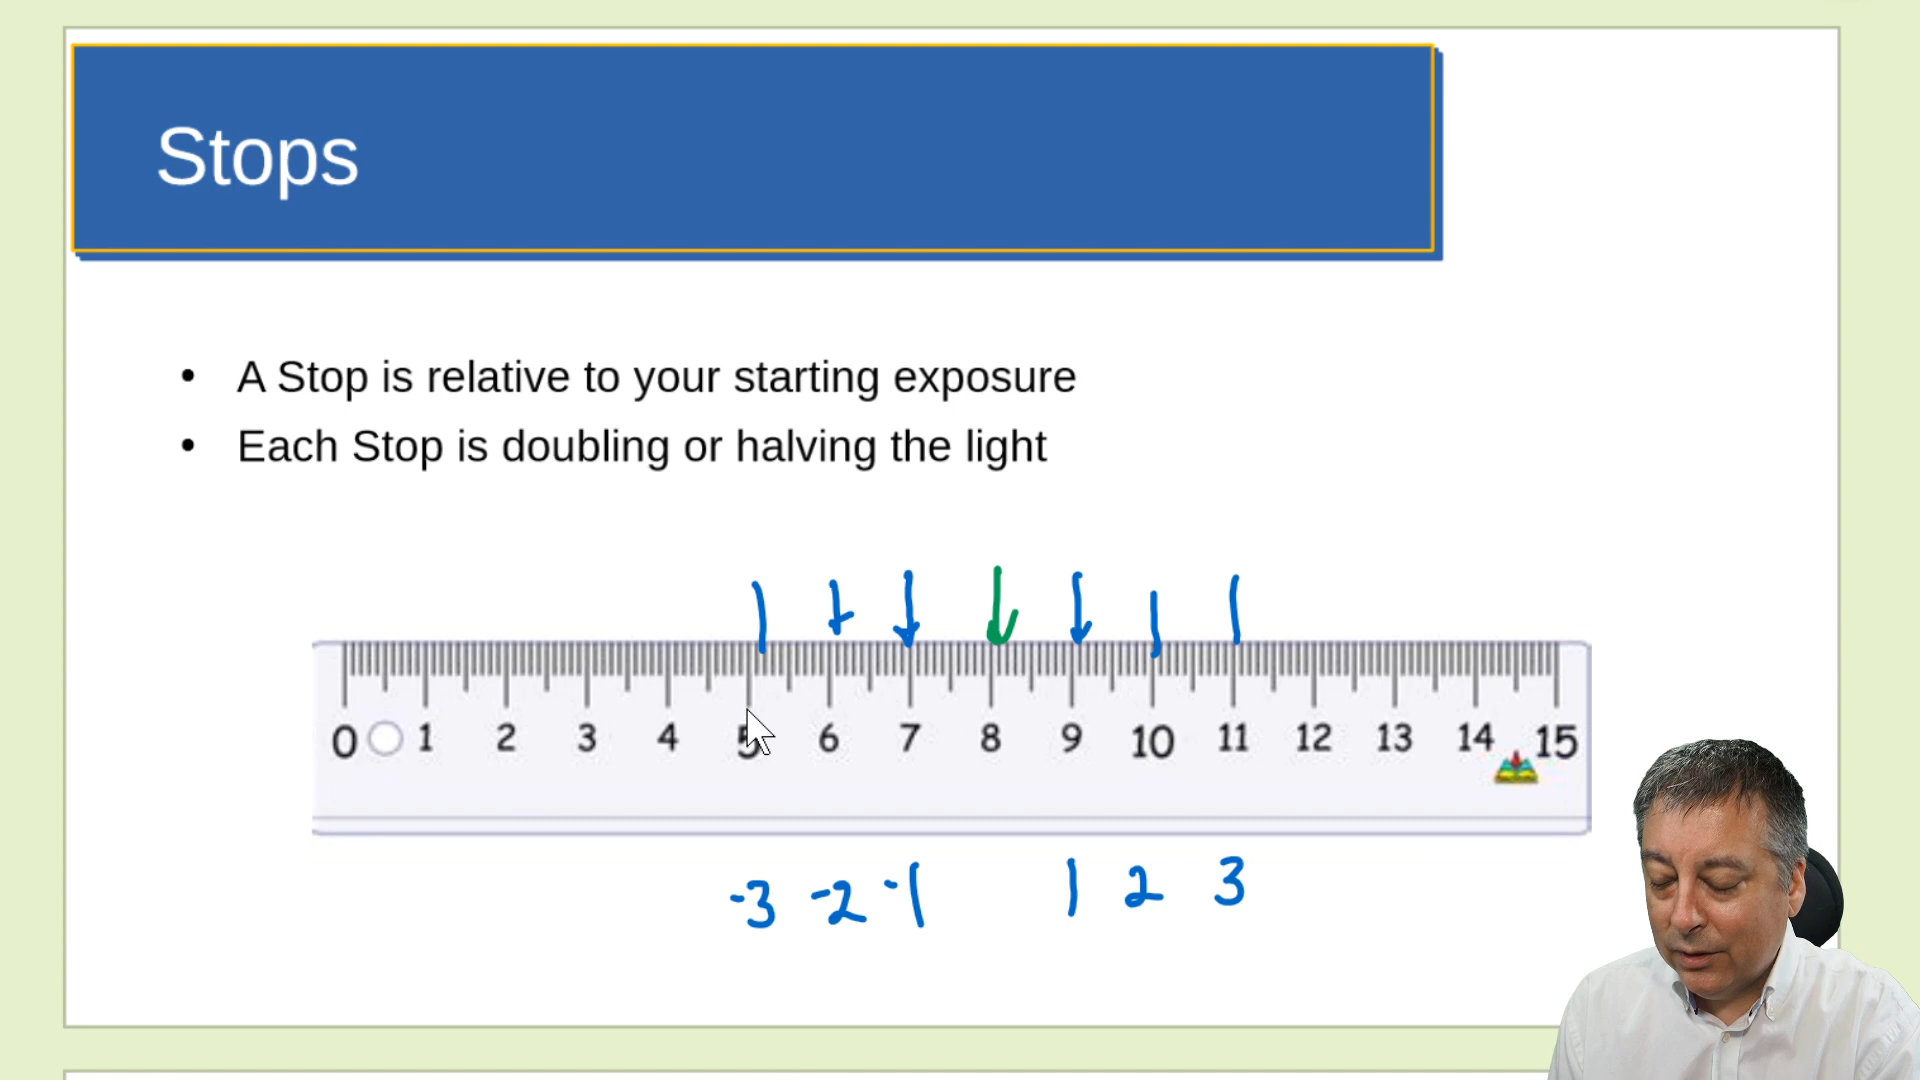 Stops
• A Stop is relative to your starting exposure
• Each Stop is doubling or halving the light
0 1 2 3 4 5 6 7 8 9 10 11 12 13 14 15
-3 -2 -1 1 2 3